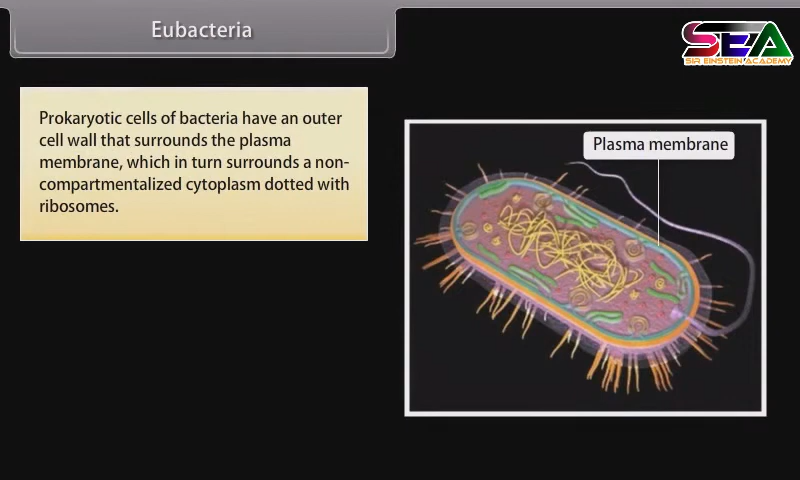 Eubacteria
SEA
SIR EINSTEIN ACADEMY
Prokaryotic cells of bacteria have an outer
cell wall that surrounds the plasma
membrane, which in turn surrounds a non-
compartmentalized cytoplasm dotted with
ribosomes.
Plasma membrane